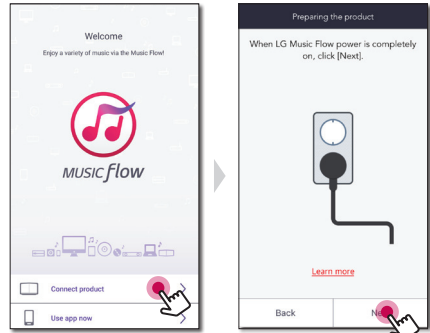 Welcome
Enjoy a variety of music via the Music Flow!
MUSIC flow
Connect product
Use app now
Preparing the product
When LG Music Flow power is completely
on, click [Next].
Learn more
Back